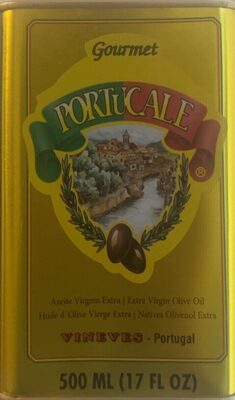 Gourmet
PORTUCALE
®
Azeite Virgem Extra | Extra Virgin Olive Oil
Huile d'Olive Vierge Extra | Natives Olivenol Extra
VINEVES - Portugal
500 ML (17 FL OZ)